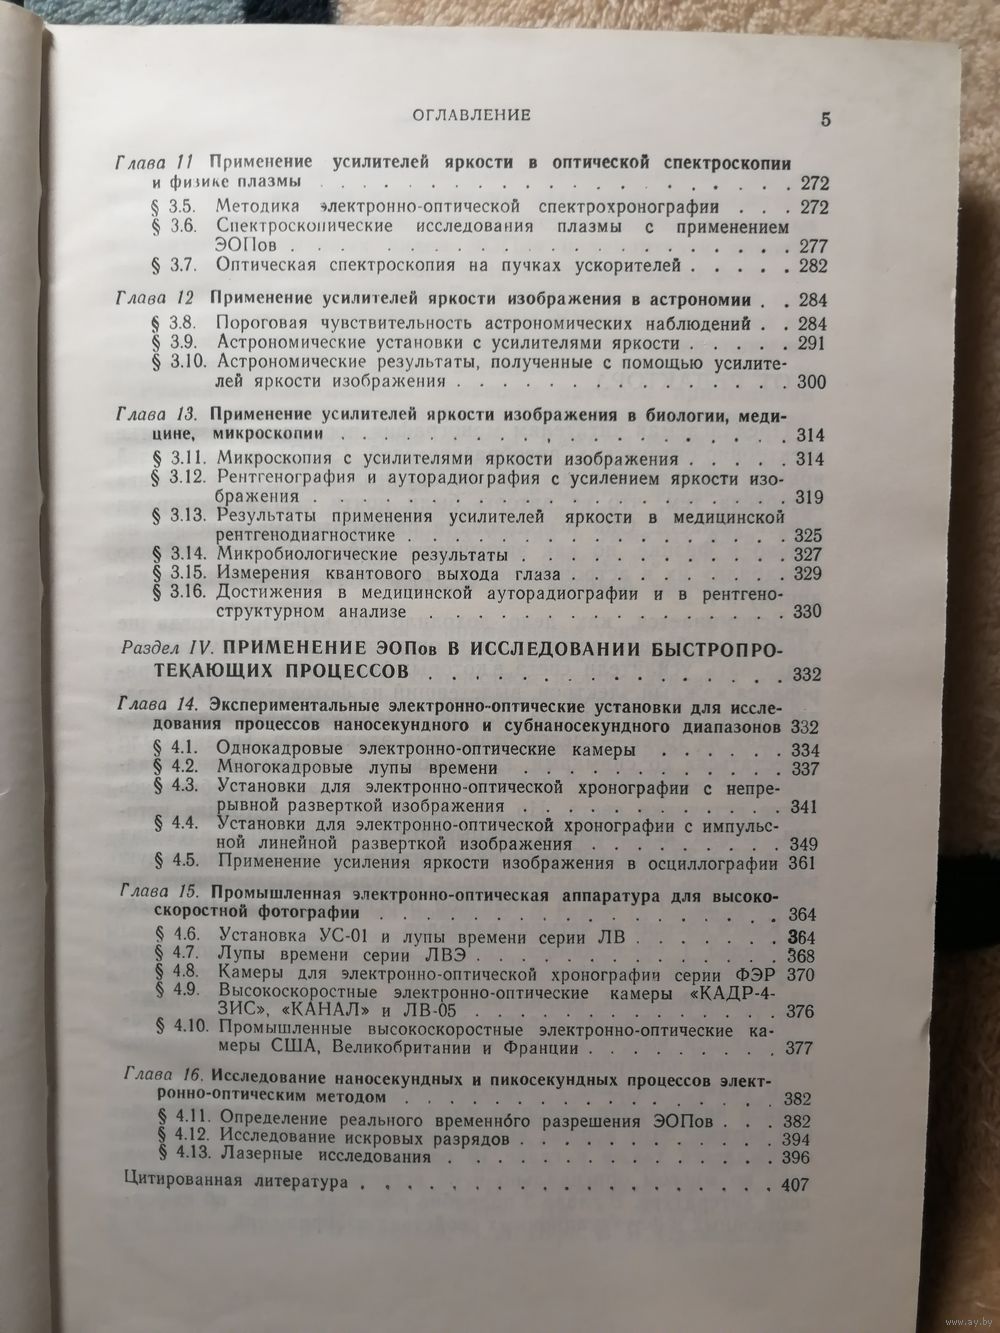 ОГЛАВЛЕНИЕ 5
Глава 11 Применение усилителей яркости в оптической спектроскопии
и физике плазмы . . . . . . . . . . . . . . . . . . . . 272
§ 3.5. Методика электронно-оптической спектрохронографии . . . 272
§ 3.6. Спектроскопические исследования плазмы с применением
ЭОПов . . . . . . . . . . . . . . . . . . . . . . 277
§ 3.7. Оптическая спектроскопия на пучках ускорителей . . . . . 282
Глава 12 Применение усилителей яркости изображения в астрономии . . 284
§ 3.8. Пороговая чувствительность астрономических наблюдений . . 284
§ 3.9. Астрономические установки с усилителями яркости . . . . . 291
§ 3.10. Астрономические результаты, полученные с помощью усилите-
лей яркости изображения . . . . . . . . . . . . . . . 300
Глава 13. Применение усилителей яркости изображения в биологии, меди-
цине, микроскопии . . . . . . . . . . . . . . . . . . . . 314
§ 3.11. Микроскопия с усилителями яркости изображения . . . . . 314
§ 3.12. Рентгенография и ауторадиография с усилением яркости изо-
бражения . . . . . . . . . . . . . . . . . . . . . 319
§ 3.13. Результаты применения усилителей яркости в медицинской
рентгенодиагностике . . . . . . . . . . . . . . . . . 325
§ 3.14. Микробиологические результаты . . . . . . . . . . . . 327
§ 3.15. Измерения квантового выхода глаза . . . . . . . . . . 329
§ 3.16. Достижения в медицинской ауторадиографии и в рентгено-
структурном анализе . . . . . . . . . . . . . . . . 330
Раздел IV. ПРИМЕНЕНИЕ ЭОПов В ИССЛЕДОВАНИИ БЫСТРОПРО-
ТЕКАЮЩИХ ПРОЦЕССОВ . . . . . . . . . . . . . . . . 332
Глава 14. Экспериментальные электронно-оптические установки для иссле-
дования процессов наносекундного и субнаносекундного диапазонов 332
§ 4.1. Однокадровые электронно-оптические камеры . . . . . . 334
§ 4.2. Многокадровые лупы времени . . . . . . . . . . . . 337
§ 4.3. Установки для электронно-оптической хронографии с непре-
рывной разверткой изображения . . . . . . . . . . . . 341
§ 4.4. Установки для электронно-оптической хронографии с импульс-
ной линейной разверткой изображения . . . . . . . . . 349
§ 4.5. Применение усиления яркости изображения в осциллографии 361
Глава 15. Промышленная электронно-оптическая аппаратура для высоко-
скоростной фотографии . . . . . . . . . . . . . . . . . . 364
§ 4.6. Установка УС-01 и лупы времени серии ЛВ . . . . . . . 364
§ 4.7. Лупы времени серии ЛВЭ . . . . . . . . . . . . . . 368
§ 4.8. Камеры для электронно-оптической хронографии серии ФЭР 370
§ 4.9. Высокоскоростные электронно-оптические камеры «КАДР-4-
ЗИС», «КАНАЛ» и ЛВ-05 . . . . . . . . . . . . . . 376
§ 4.10. Промышленные высокоскоростные электронно-оптические ка-
меры США, Великобритании и Франции . . . . . . . . . 377
Глава 16. Исследование наносекундных и пикосекундных процессов элект-
ронно-оптическим методом . . . . . . . . . . . . . . . . . 382
§ 4.11. Определение реального временно́го разрешения ЭОПов . . . 382
§ 4.12. Исследование искровых разрядов . . . . . . . . . . . . 394
§ 4.13. Лазерные исследования . . . . . . . . . . . . . . . 396
Цитированная литература . . . . . . . . . . . . . . . . . . . 407
www.ay.by